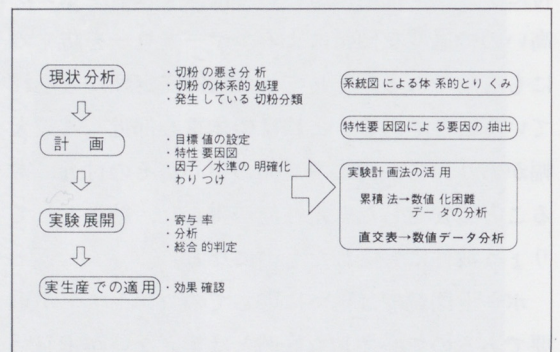 現状分析
・切粉の悪さ分析
・切粉の体系的処理
・発生している切粉分類
計 画
・目標値の設定
・特性要因図
・因子/水準の明確化
わりつけ
実験展開
・寄与率
・分析
・総合的判定
実生産での適用
・効果確認
系統図による体系的とりくみ
特性要因図による要因の抽出
実験計画法の活用
累積法→数値化困難
データの分析
直交表→数値データ分析